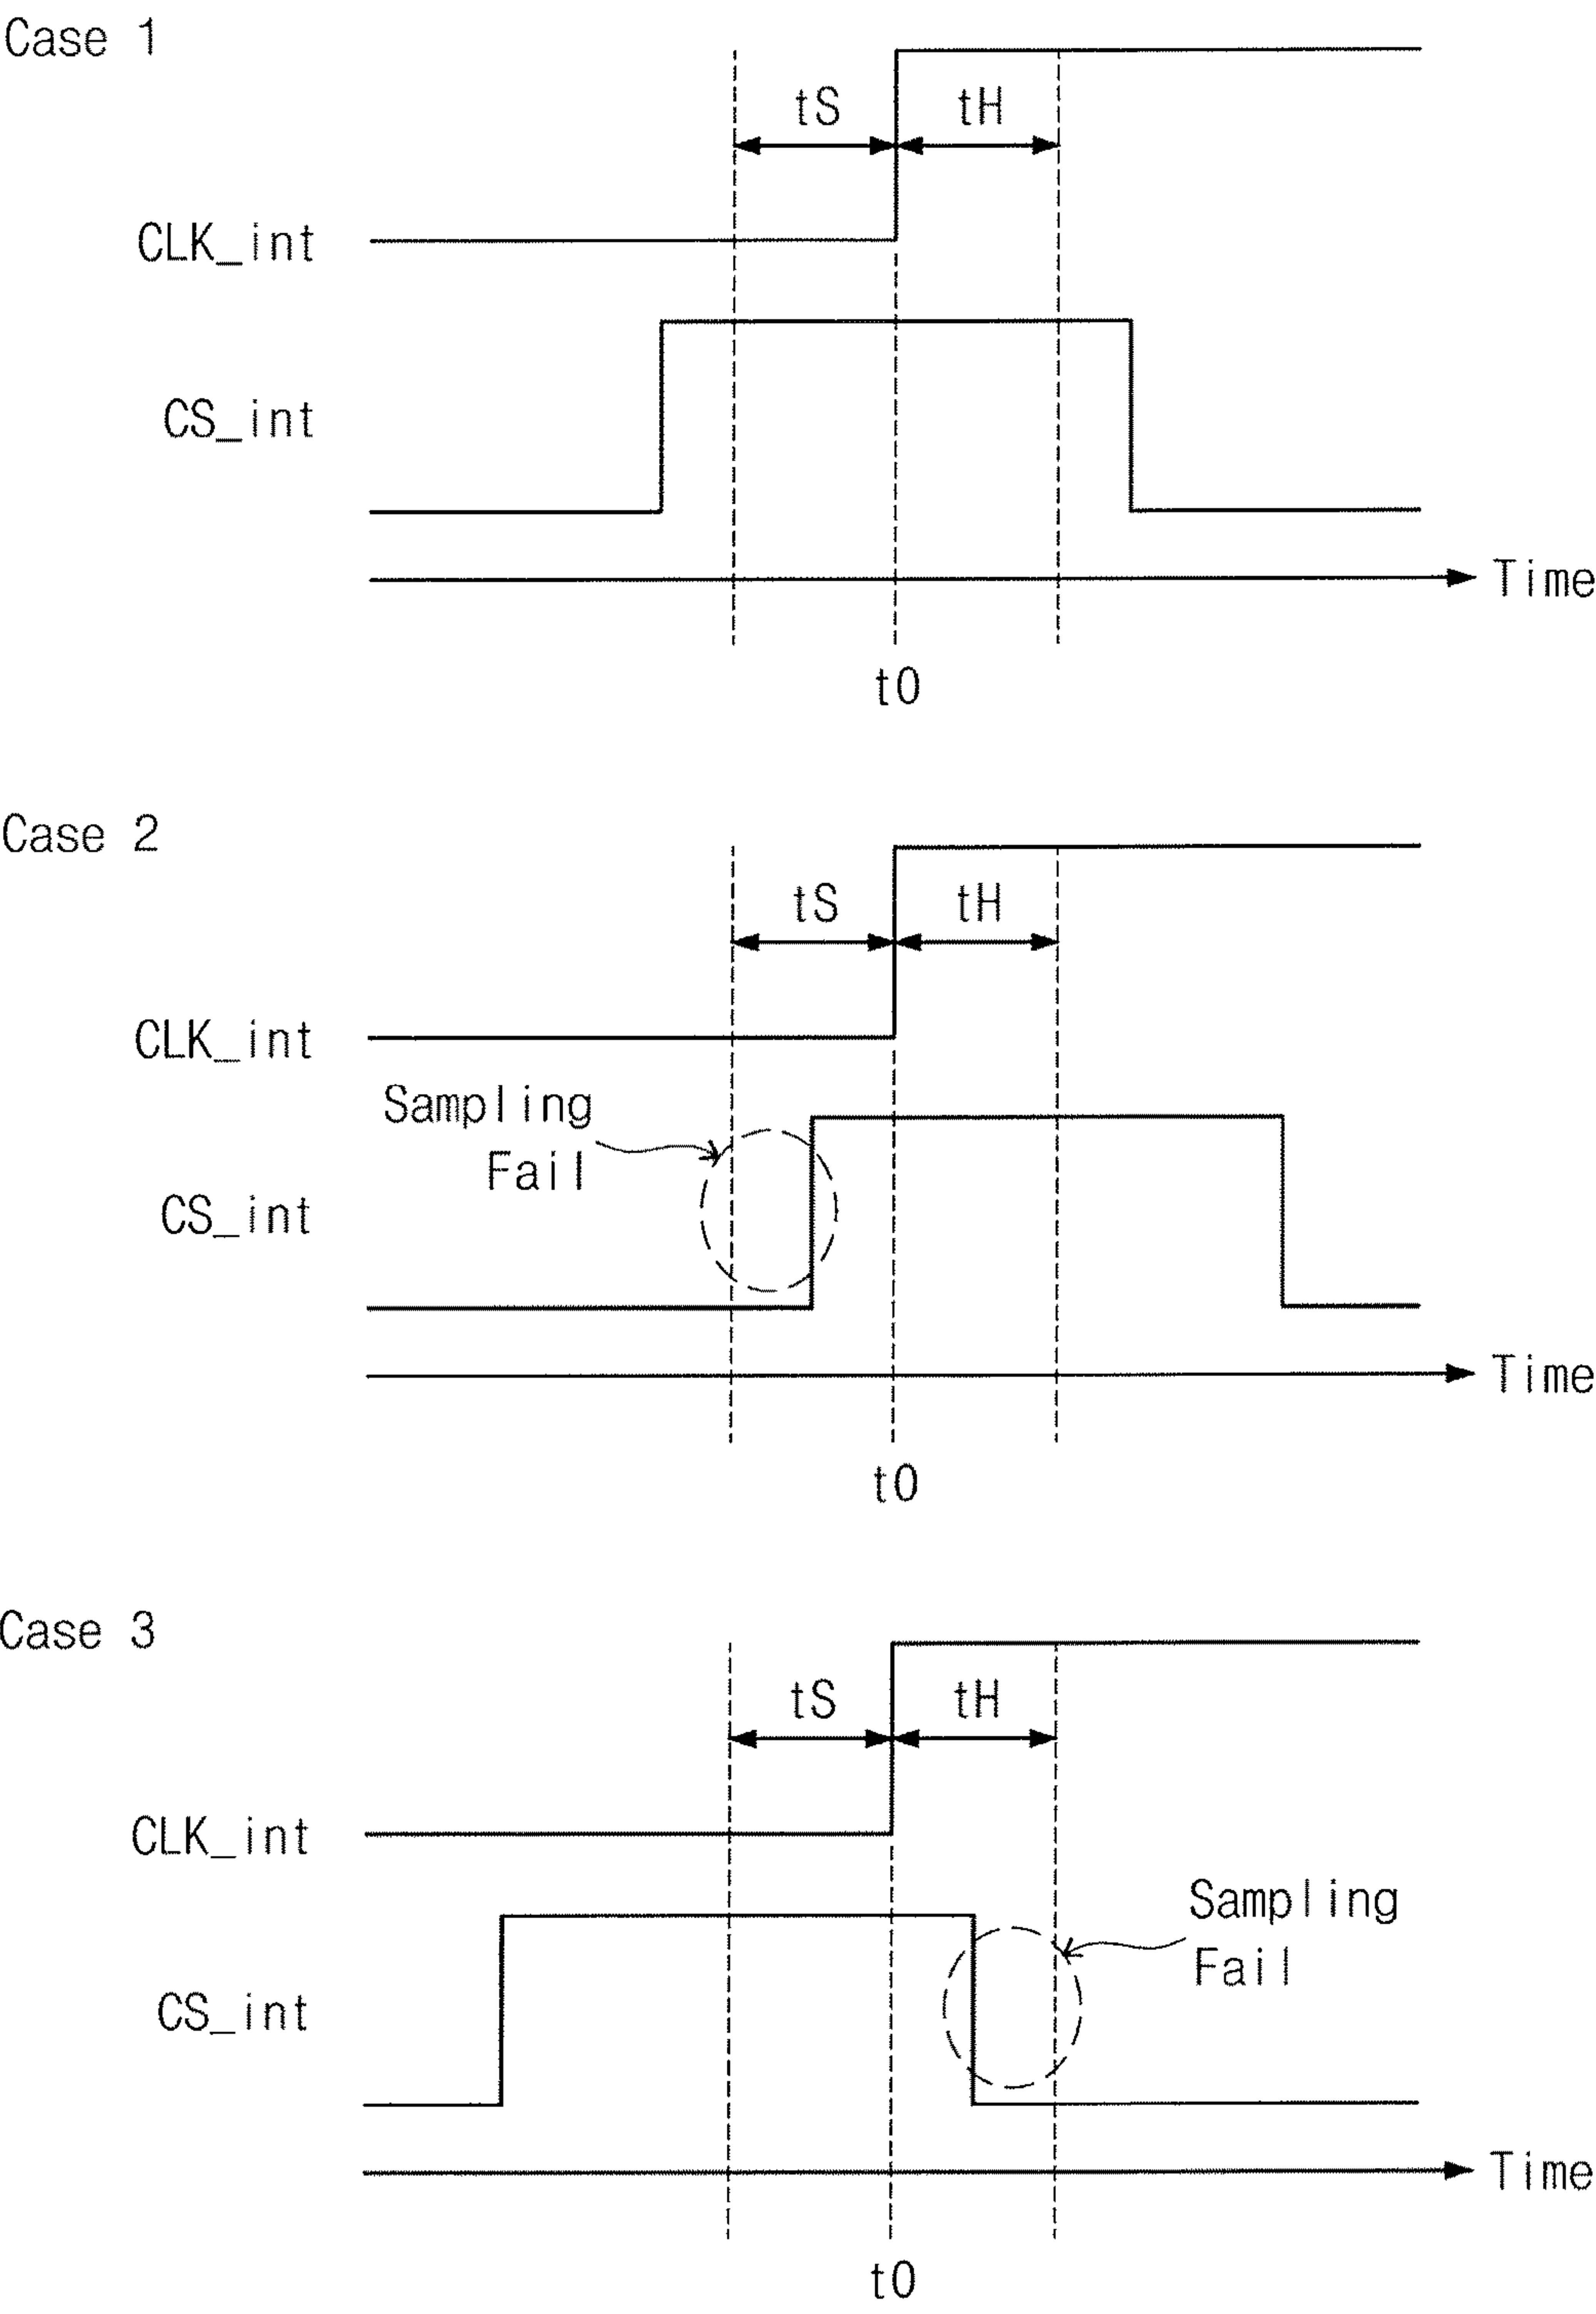 Case 1
tS
tH
CLK_int
CS_int
Time
t0
Case 2
tS
tH
CLK_int
Sampling
Fail
CS_int
Time
t0
Case 3
tS
tH
CLK_int
Sampling
Fail
CS_int
Time
t0